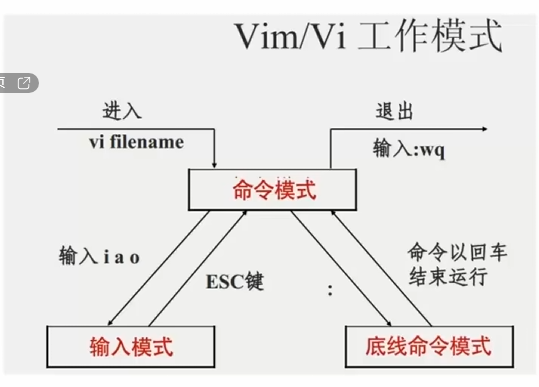 Vim/Vi 工作模式
页
进入
退出
vi filename
输入:wq
命令模式
输入 i a o
ESC键
:
命令以回车
结束运行
输入模式
底线命令模式